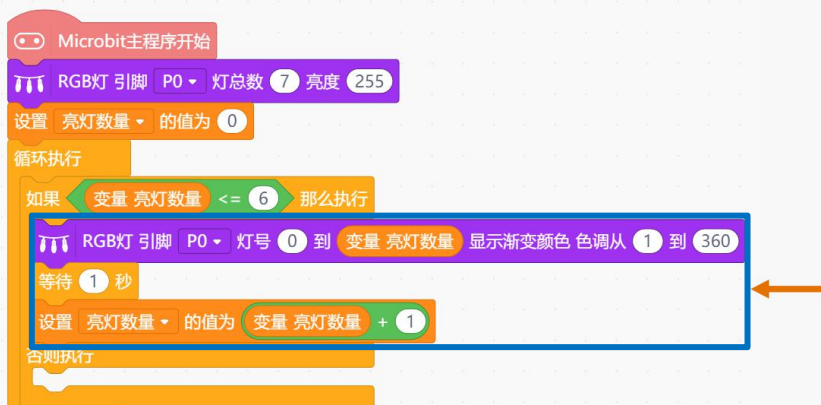 Microbit主程序开始
RGB灯 引脚 P0 灯总数 7 亮度 255
设置 亮灯数量 的值为 0
循环执行
如果 变量 亮灯数量 <= 6 那么执行
RGB灯 引脚 P0 灯号 0 到 变量 亮灯数量 显示渐变颜色 色调从 1 到 360
等待 1 秒
设置 亮灯数量 的值为 变量 亮灯数量 + 1
否则执行